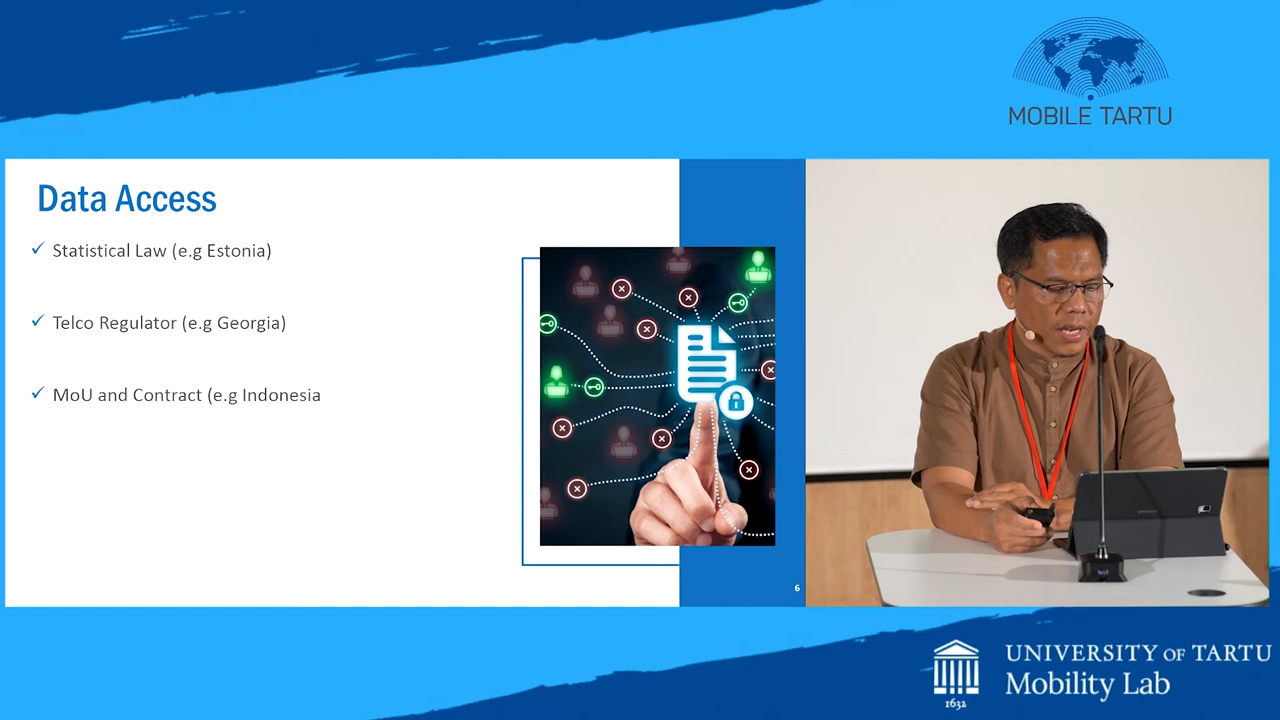 MOBILE TARTU
Data Access
✓ Statistical Law (e.g Estonia)
✓ Telco Regulator (e.g Georgia)
✓ MoU and Contract (e.g Indonesia
6
UNIVERSITY OF TARTU
Mobility Lab
1632